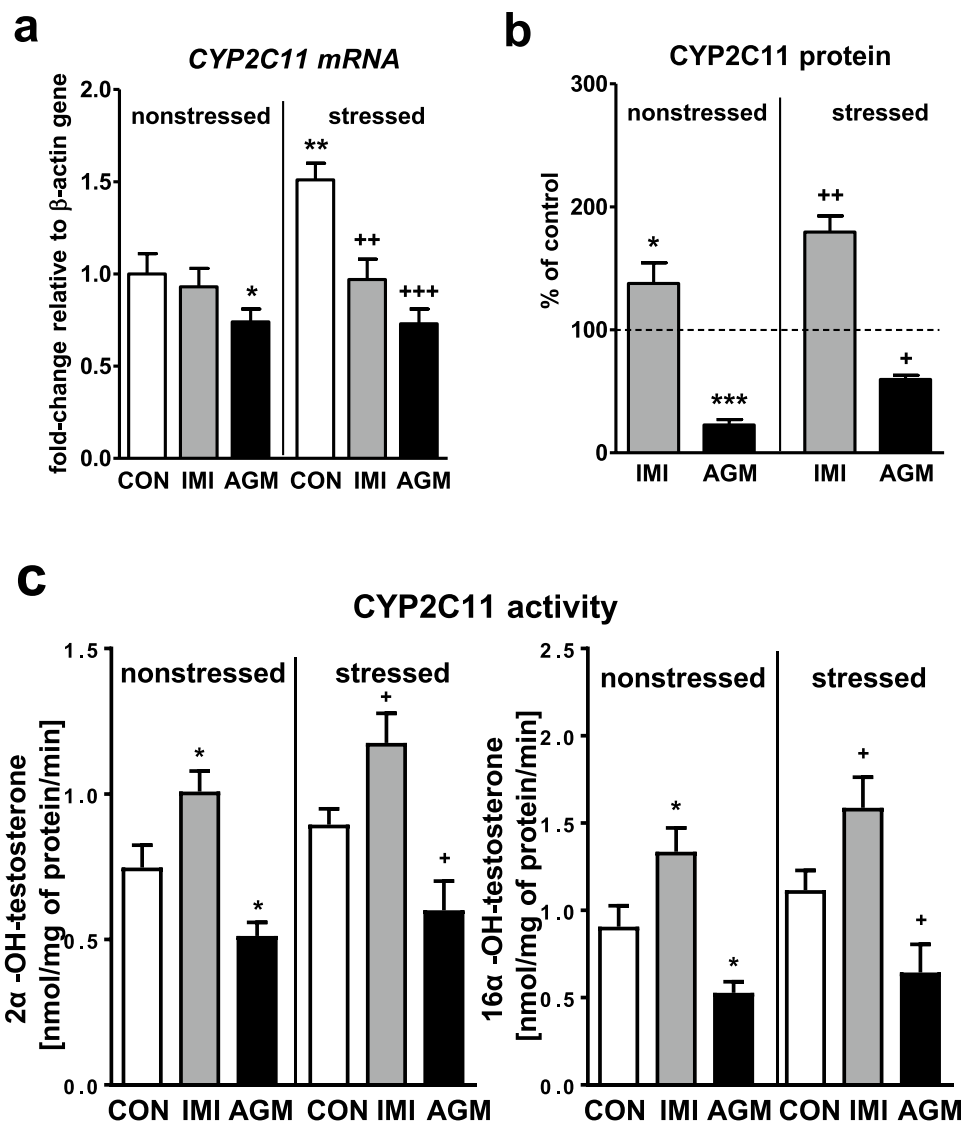 a
CYP2C11 mRNA
fold-change relative to β-actin gene
2.0
1.5
1.0
0.5
0.0
nonstressed
stressed
*
**
++
+++
CON IMI AGM CON IMI AGM
b
CYP2C11 protein
% of control
300
200
100
0
nonstressed
stressed
*
***
++
+
IMI AGM IMI AGM
c
CYP2C11 activity
2α -OH-testosterone
[nmol/mg of protein/min]
1.5
1.0
0.5
0.0
nonstressed
stressed
*
*
+
+
CON IMI AGM CON IMI AGM
16α -OH-testosterone
[nmol/mg of protein/min]
2.5
2.0
1.5
1.0
0.5
0.0
nonstressed
stressed
*
*
+
+
CON IMI AGM CON IMI AGM